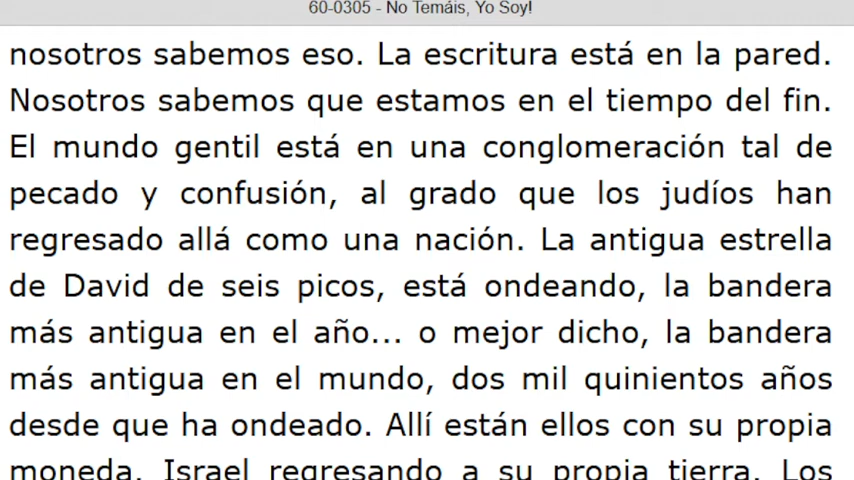 60-0305 - No Temáis, Yo Soy!
nosotros sabemos eso. La escritura está en la pared.
Nosotros sabemos que estamos en el tiempo del fin.
El mundo gentil está en una conglomeración tal de
pecado y confusión, al grado que los judíos han
regresado allá como una nación. La antigua estrella
de David de seis picos, está ondeando, la bandera
más antigua en el año... o mejor dicho, la bandera
más antigua en el mundo, dos mil quinientos años
desde que ha ondeado. Allí están ellos con su propia
moneda. Israel regresando a su propia tierra. Los